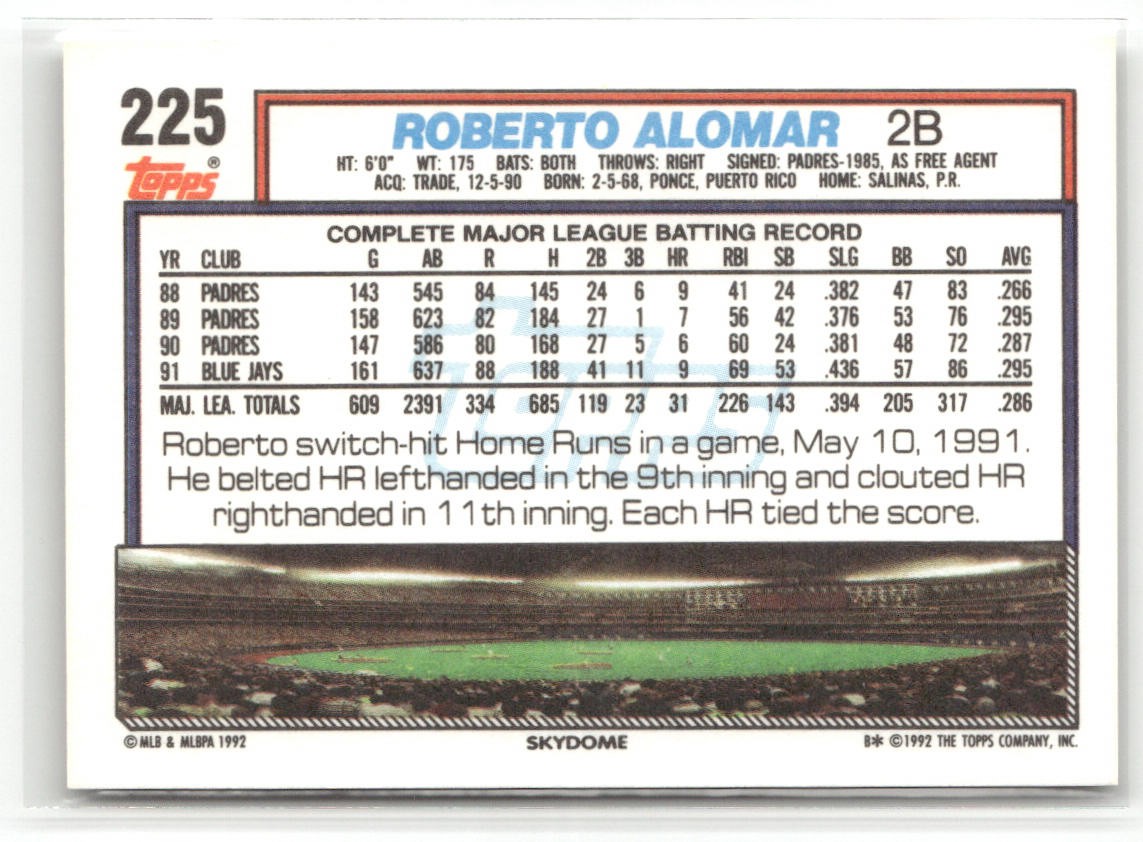 225
Topps®
ROBERTO ALOMAR 2B
HT: 6'0" WT: 175 BATS: BOTH THROWS: RIGHT SIGNED: PADRES-1985, AS FREE AGENT
ACQ: TRADE, 12-5-90 BORN: 2-5-68, PONCE, PUERTO RICO HOME: SALINAS, P.R.
COMPLETE MAJOR LEAGUE BATTING RECORD
YR CLUB G AB R H 2B 3B HR RBI SB SLG BB SO AVG
88 PADRES 143 545 84 145 24 6 9 41 24 .382 47 83 .266
89 PADRES 158 623 82 184 27 1 7 56 42 .376 53 76 .295
90 PADRES 147 586 80 168 27 5 6 60 24 .381 48 72 .287
91 BLUE JAYS 161 637 88 188 41 11 9 69 53 .436 57 86 .295
MAJ. LEA. TOTALS 609 2391 334 685 119 23 31 226 143 .394 205 317 .286
Roberto switch-hit Home Runs in a game, May 10, 1991.
He belted HR lefthanded in the 9th inning and clouted HR
righthanded in 11th inning. Each HR tied the score.
© MLB & MLBPA 1992 SKYDOME B* ©1992 THE TOPPS COMPANY, INC.